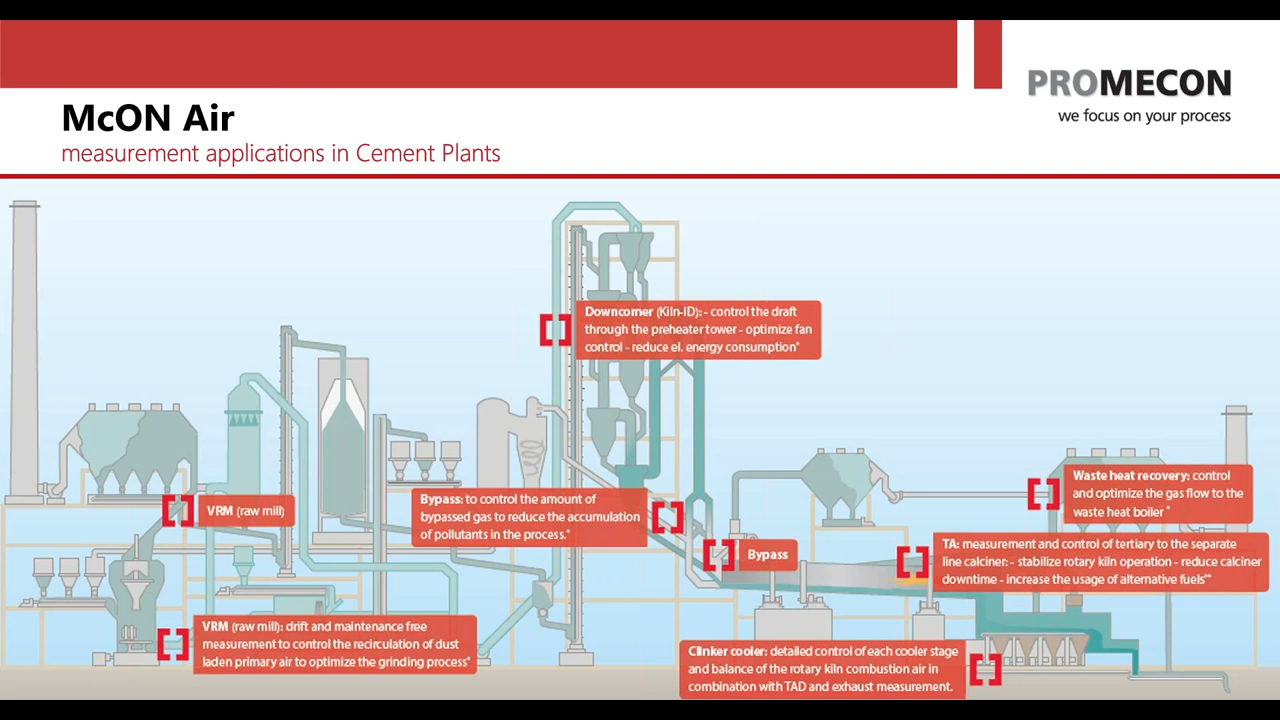 PROMECON
we focus on your process
McON Air
measurement applications in Cement Plants
Downcomer (Kiln-ID): - control the draft
through the preheater tower - optimize fan
control - reduce el. energy consumption*
Waste heat recovery: control
and optimize the gas flow to the
waste heat boiler *
VRM (raw mill)
Bypass: to control the amount of
bypassed gas to reduce the accumulation
of pollutants in the process.*
Bypass
TA: measurement and control of tertiary to the separate
line calciner: - stabilize rotary kiln operation - reduce calciner
downtime - increase the usage of alternative fuels**
VRM (raw mill): drift and maintenance free
measurement to control the recirculation of dust
laden primary air to optimize the grinding process*
Clinker cooler: detailed control of each cooler stage
and balance of the rotary kiln combustion air in
combination with TAD and exhaust measurement.